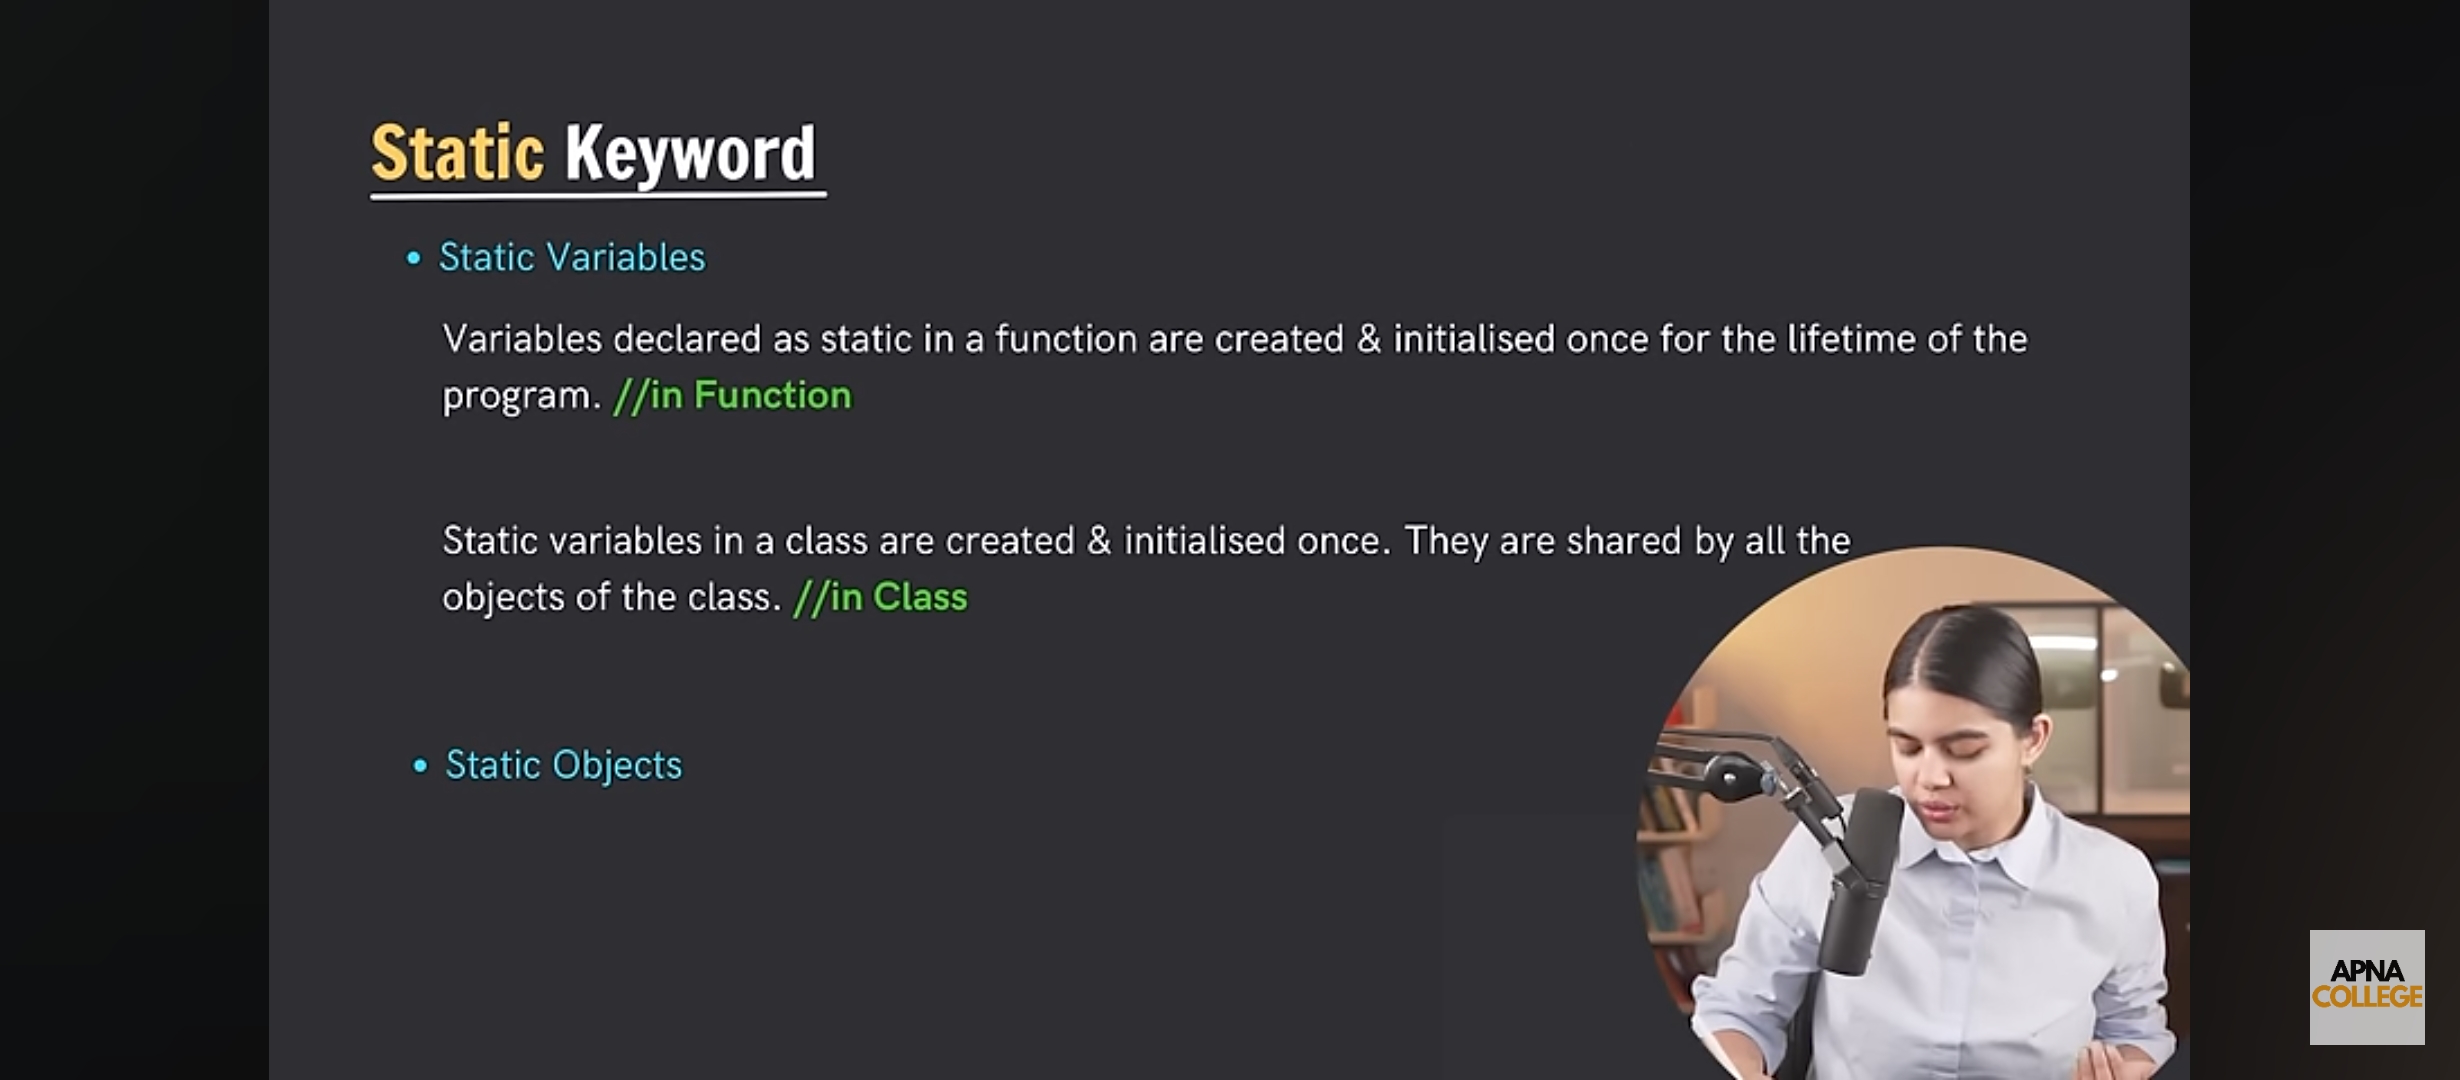 Static Keyword
• Static Variables
Variables declared as static in a function are created & initialised once for the lifetime of the
program. //in Function
Static variables in a class are created & initialised once. They are shared by all the
objects of the class. //in Class
• Static Objects
APNA
COLLEGE